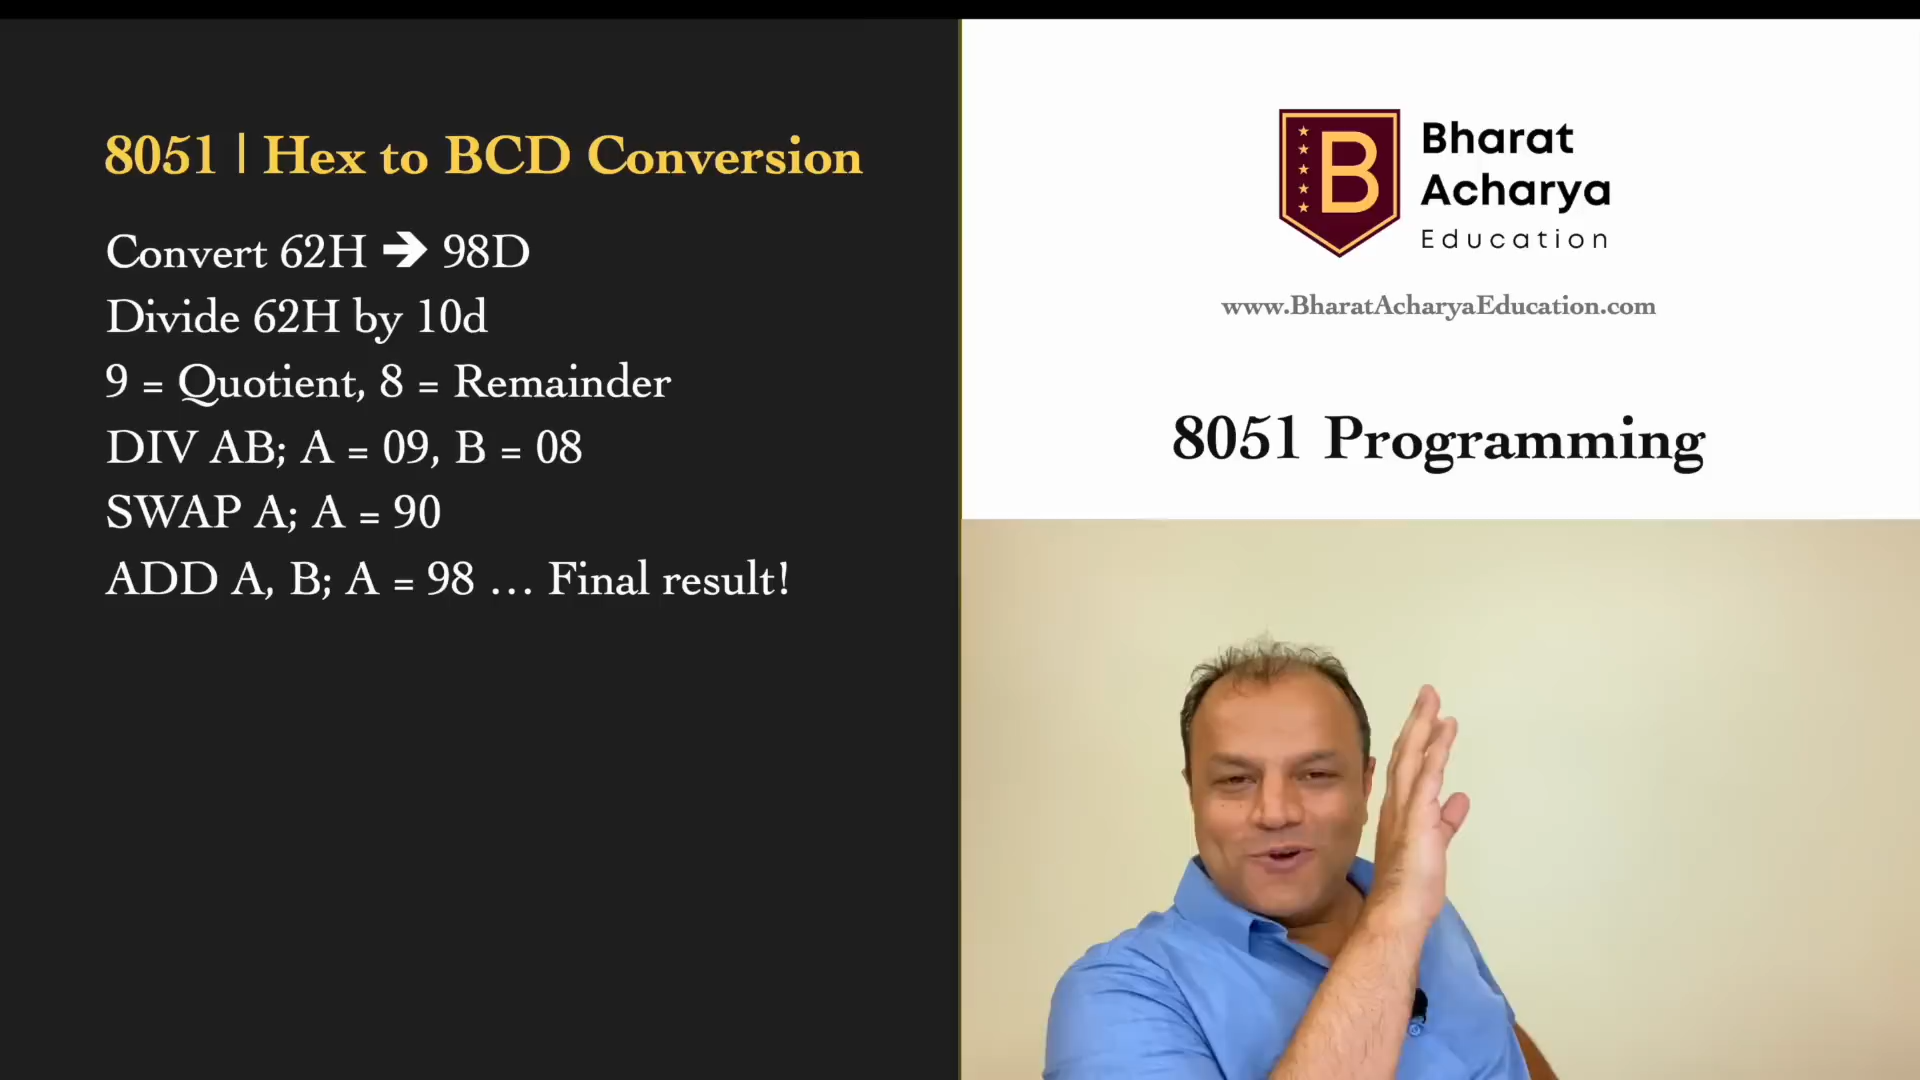 8051 | Hex to BCD Conversion
Convert 62H → 98D
Divide 62H by 10d
9 = Quotient, 8 = Remainder
DIV AB; A = 09, B = 08
SWAP A; A = 90
ADD A, B; A = 98 … Final result!
B
Bharat
Acharya
Education
www.BharatAcharyaEducation.com
8051 Programming